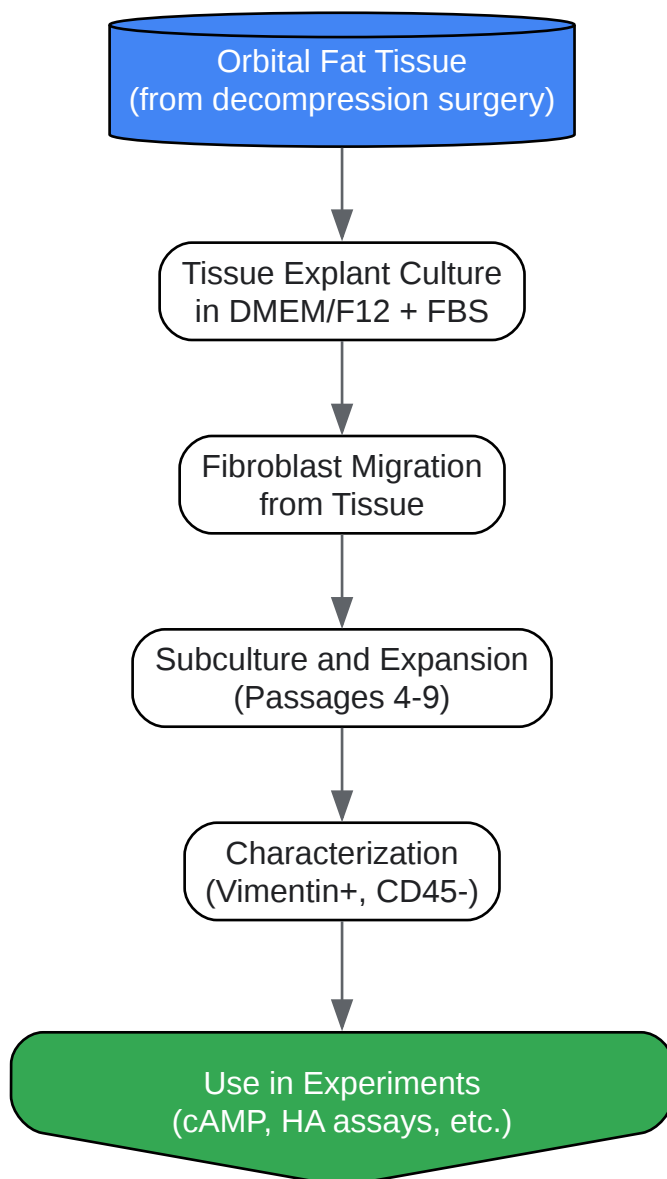 Orbital Fat Tissue
(from decompression surgery)
Tissue Explant Culture
in DMEM/F12 + FBS
Fibroblast Migration
from Tissue
Subculture and Expansion
(Passages 4-9)
Characterization
(Vimentin+, CD45-)
Use in Experiments
(cAMP, HA assays, etc.)